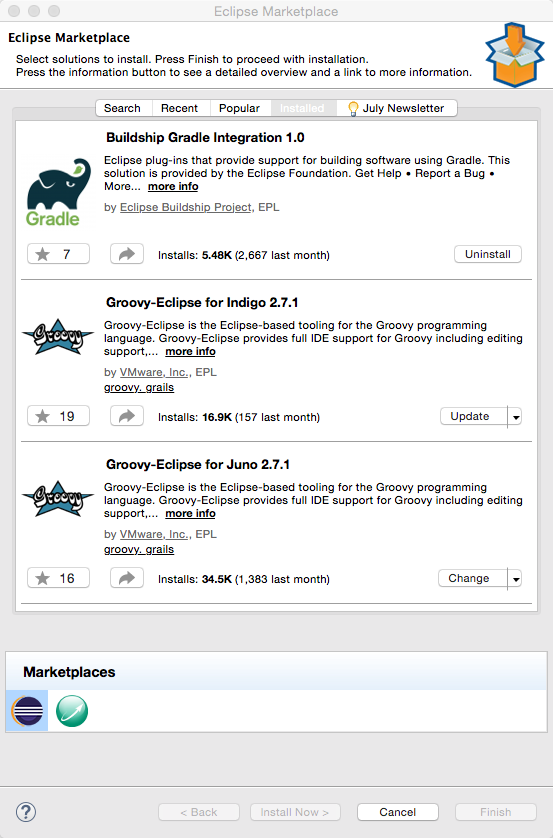 Eclipse Marketplace
Eclipse Marketplace
Select solutions to install. Press Finish to proceed with installation.
Press the information button to see a detailed overview and a link to more information.
Search Recent Popular Installed July Newsletter
Buildship Gradle Integration 1.0
Eclipse plug-ins that provide support for building software using Gradle. This
solution is provided by the Eclipse Foundation. Get Help • Report a Bug •
More... more info
Gradle
by Eclipse Buildship Project, EPL
7 Installs: 5.48K (2,667 last month) Uninstall
Groovy-Eclipse for Indigo 2.7.1
Groovy
Groovy-Eclipse is the Eclipse-based tooling for the Groovy programming
language. Groovy-Eclipse provides full IDE support for Groovy including editing
support,... more info
by VMware, Inc., EPL
groovy. grails
19 Installs: 16.9K (157 last month) Update
Groovy-Eclipse for Juno 2.7.1
Groovy
Groovy-Eclipse is the Eclipse-based tooling for the Groovy programming
language. Groovy-Eclipse provides full IDE support for Groovy including editing
support,... more info
by VMware, Inc., EPL
groovy. grails
16 Installs: 34.5K (1,383 last month) Change
Marketplaces
? < Back Install Now > Cancel Finish